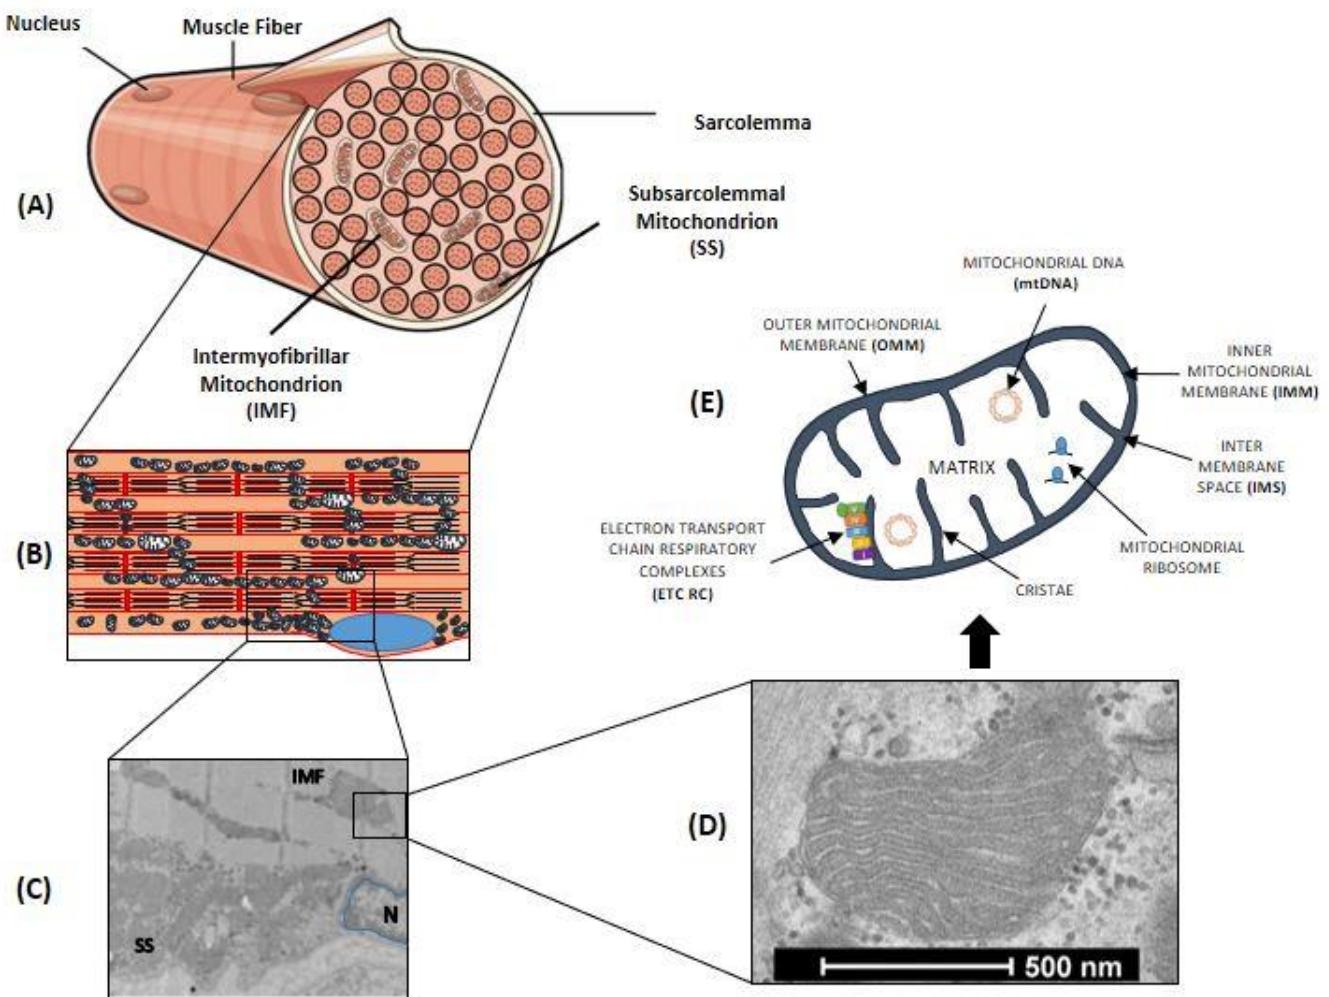 Nucleus
Muscle Fiber
Sarcolemma
(A)
Subsarcolemmal
Mitochondrion
(SS)
Intermyofibrillar
Mitochondrion
(IMF)
(B)
(E)
MITOCHONDRIAL DNA
(mtDNA)
OUTER MITOCHONDRIAL
MEMBRANE (OMM)
INNER
MITOCHONDRIAL
MEMBRANE (IMM)
INTER
MEMBRANE
SPACE (IMS)
MATRIX
ELECTRON TRANSPORT
CHAIN RESPIRATORY
COMPLEXES
(ETC RC)
MITOCHONDRIAL
RIBOSOME
CRISTAE
(C)
IMF
N
SS
(D)
500 nm